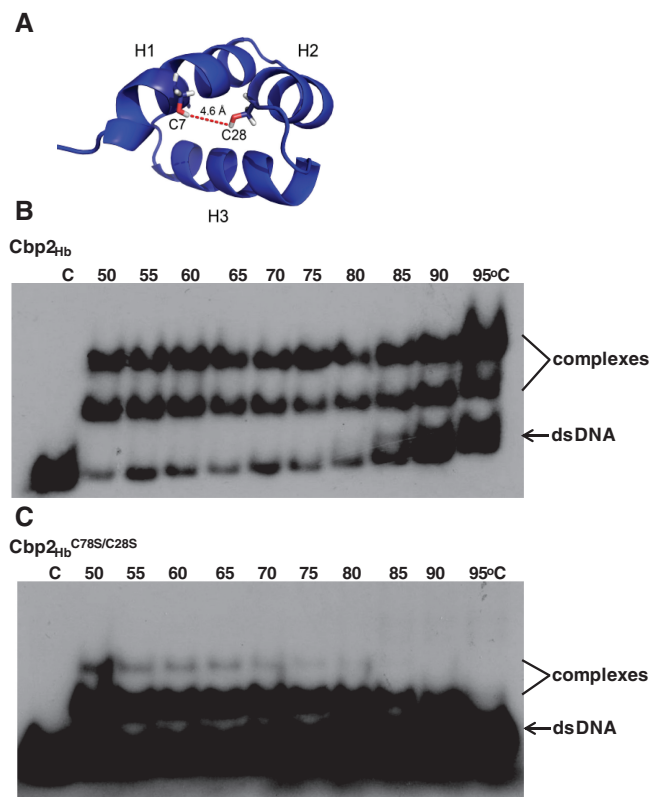 A
H1
H2
4.6 Å
C7
C28
H3
B
Cbp2Hb
C 50 55 60 65 70 75 80 85 90 95oC
complexes
dsDNA
C
Cbp2HbC78S/C28S
C 50 55 60 65 70 75 80 85 90 95oC
complexes
dsDNA